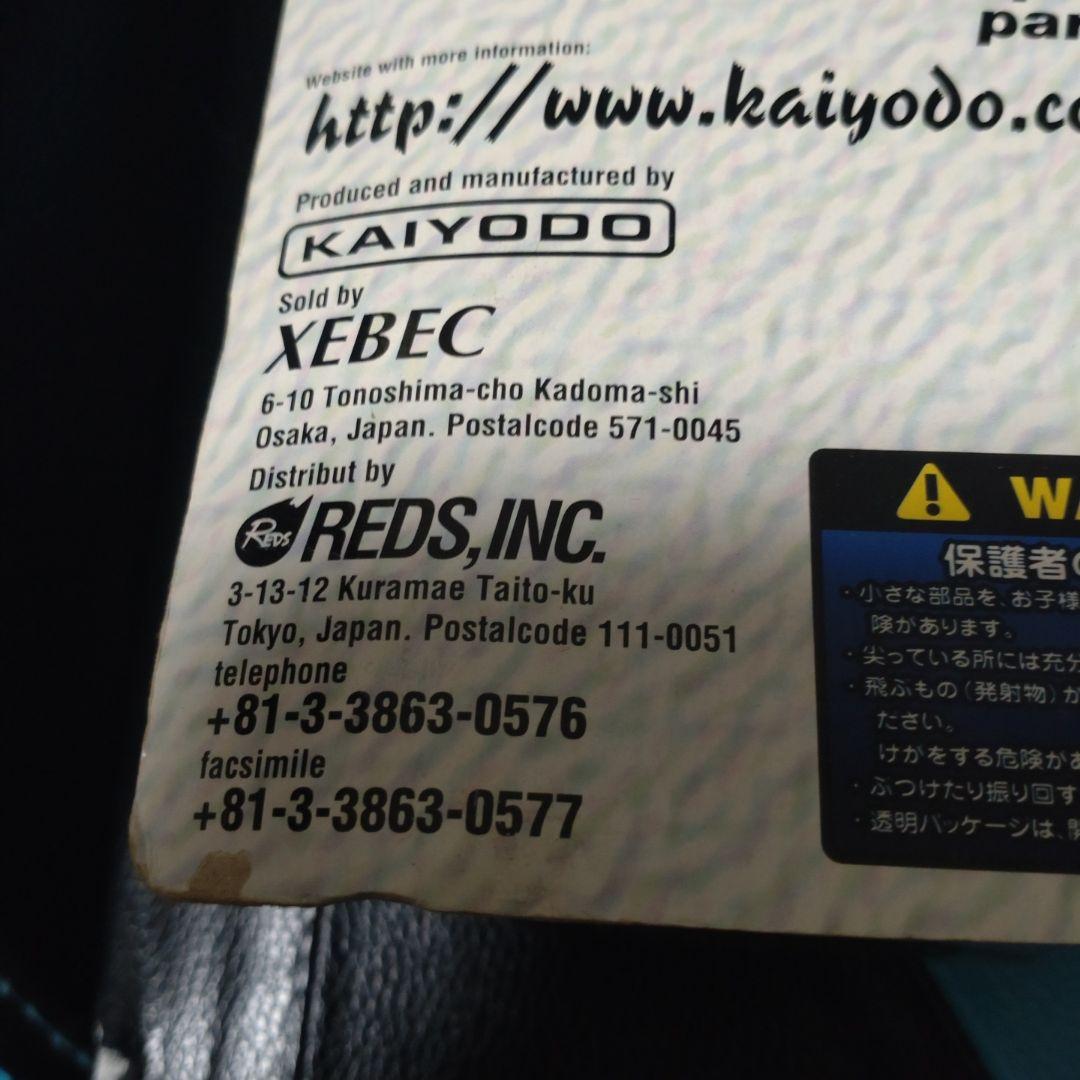 Website with more information:
http://www.kaiyodo.co
Produced and manufactured by
KAIYODO
Sold by
XEBEC
6-10 Tonoshima-cho Kadoma-shi
Osaka, Japan. Postalcode 571-0045
Distribut by
REDS REDS,INC.
3-13-12 Kuramae Taito-ku
Tokyo, Japan. Postalcode 111-0051
telephone
+81-3-3863-0576
facsimile
+81-3-3863-0577
par
WA
保護者の
・小さな部品を、お子様
険があります。
・尖っている所には充分
・飛ぶもの（発射物）が
ださい。
けがをする危険があ
・ぶつけたり振り回す
・透明パッケージは、開